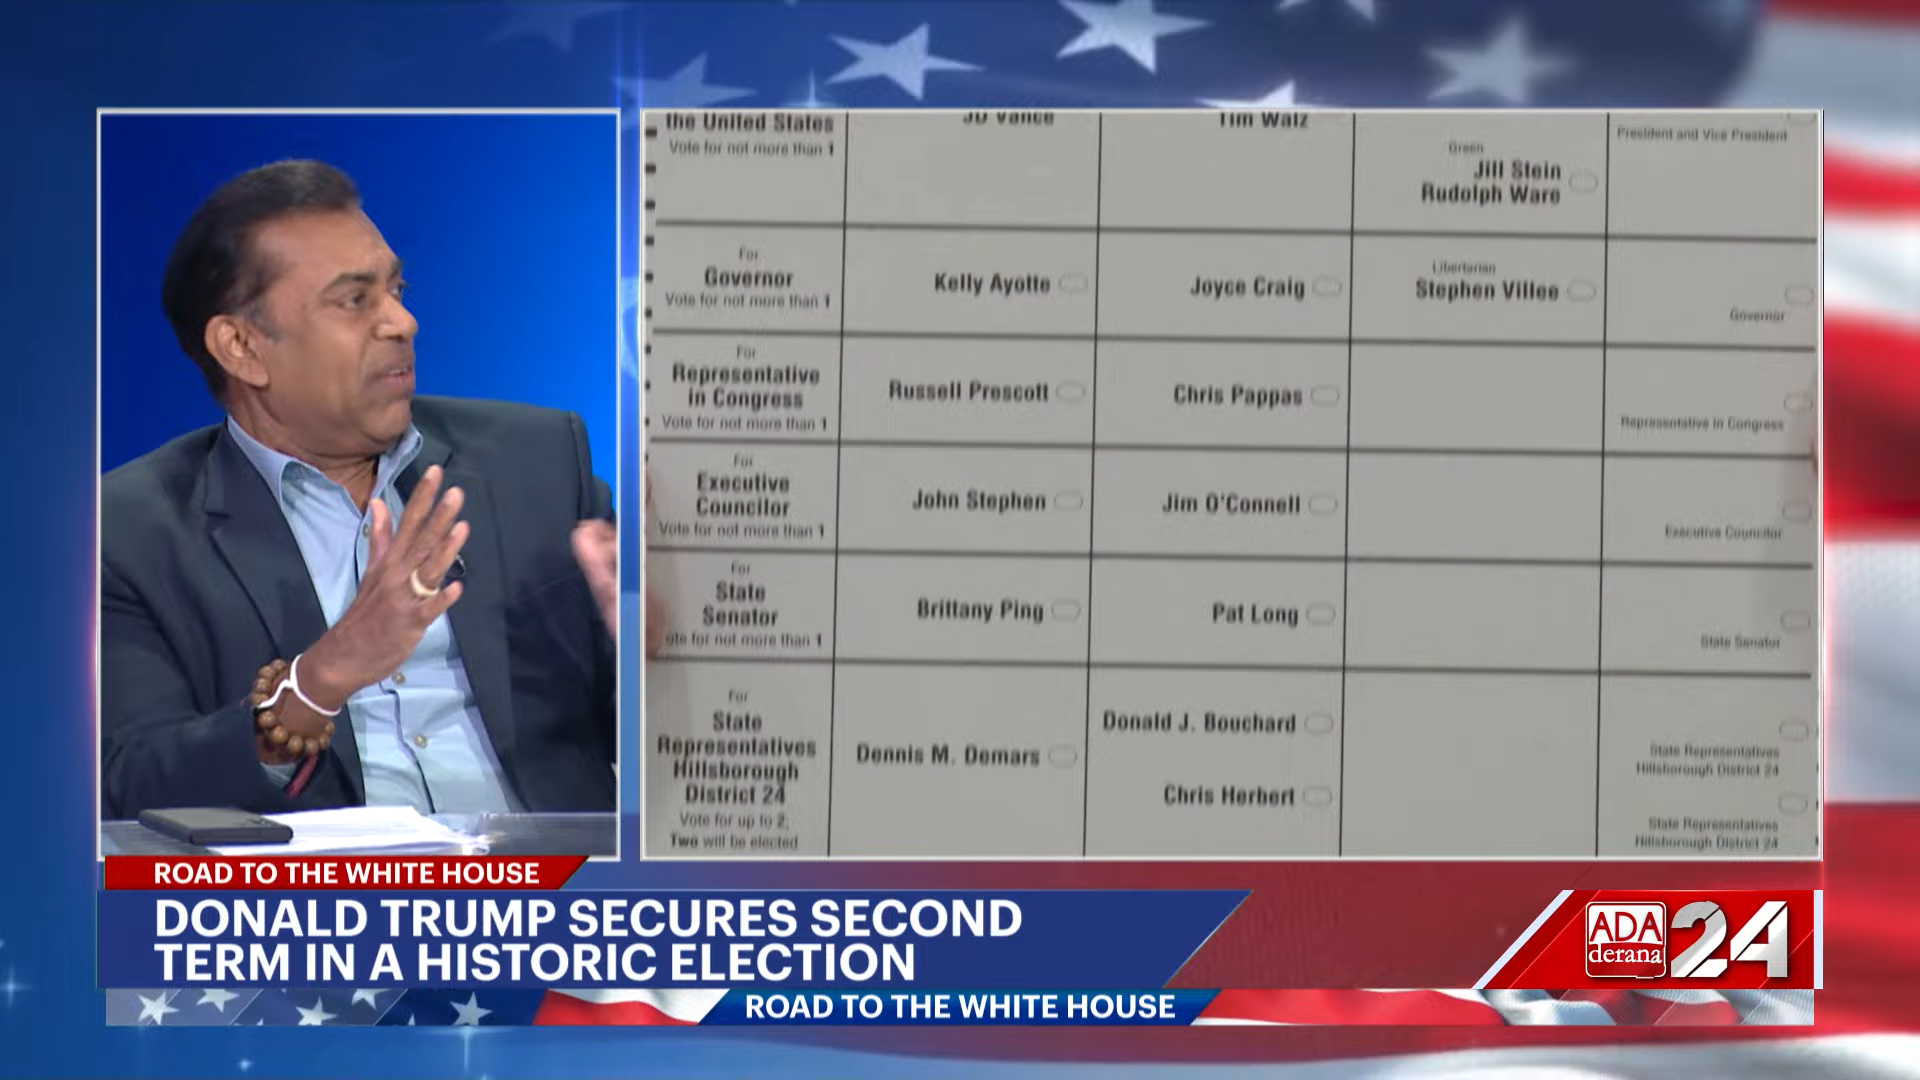 the United States
Vote for not more than 1
JD Vance
Tim Walz
Green
Jill Stein
Rudolph Ware
President and Vice President
For
Governor
Vote for not more than 1
Kelly Ayotte
Joyce Craig
Libertarian
Stephen Villee
Governor
For
Representative
in Congress
Vote for not more than 1
Russell Prescott
Chris Pappas
Representative in Congress
For
Executive
Councilor
Vote for not more than 1
John Stephen
Jim O'Connell
Executive Councilor
For
State
Senator
ote for not more than 1
Brittany Ping
Pat Long
State Senator
For
State
Representatives
Hillsborough
District 24
Vote for up to 2;
Two will be elected
Dennis M. Demars
Donald J. Bouchard
Chris Herbert
State Representatives
Hillsborough District 24
State Representatives
Hillsborough District 24
ROAD TO THE WHITE HOUSE
DONALD TRUMP SECURES SECOND
TERM IN A HISTORIC ELECTION
ADA
derana
24
ROAD TO THE WHITE HOUSE